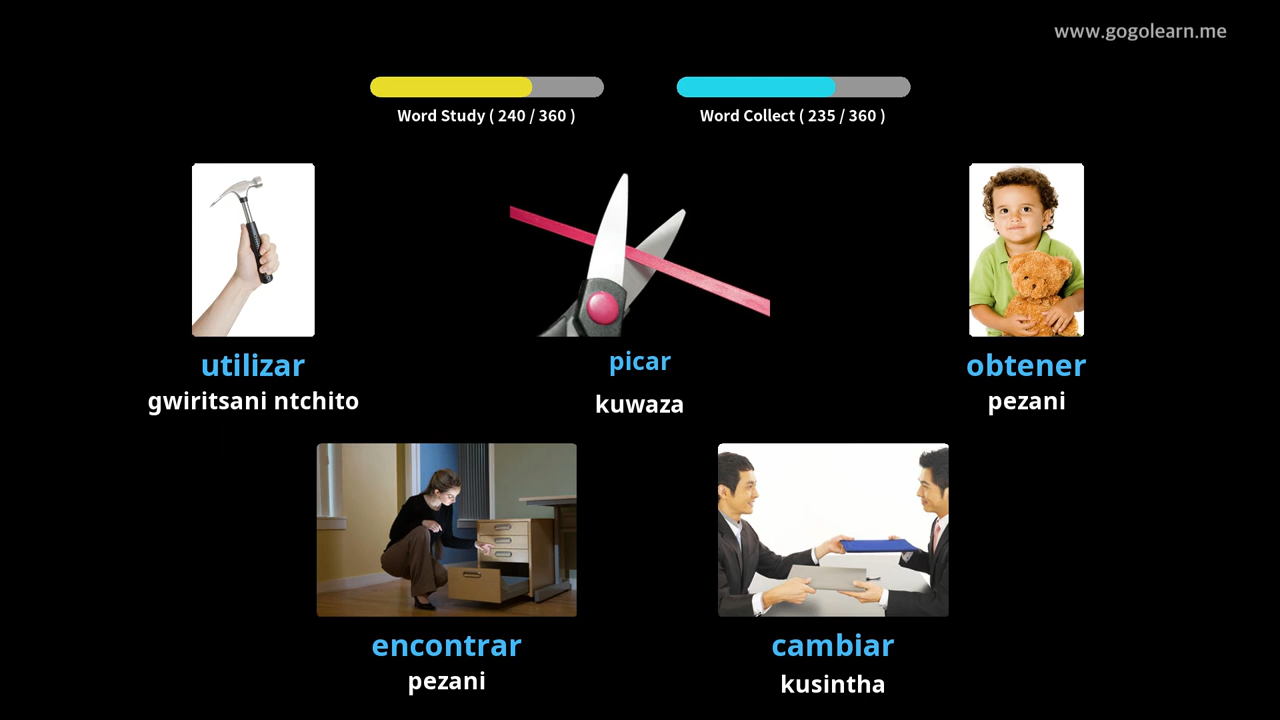 www.gogolearn.me
Word Study ( 240 / 360 )
Word Collect ( 235 / 360 )
utilizar
gwiritsani ntchito
picar
kuwaza
obtener
pezani
encontrar
pezani
cambiar
kusintha